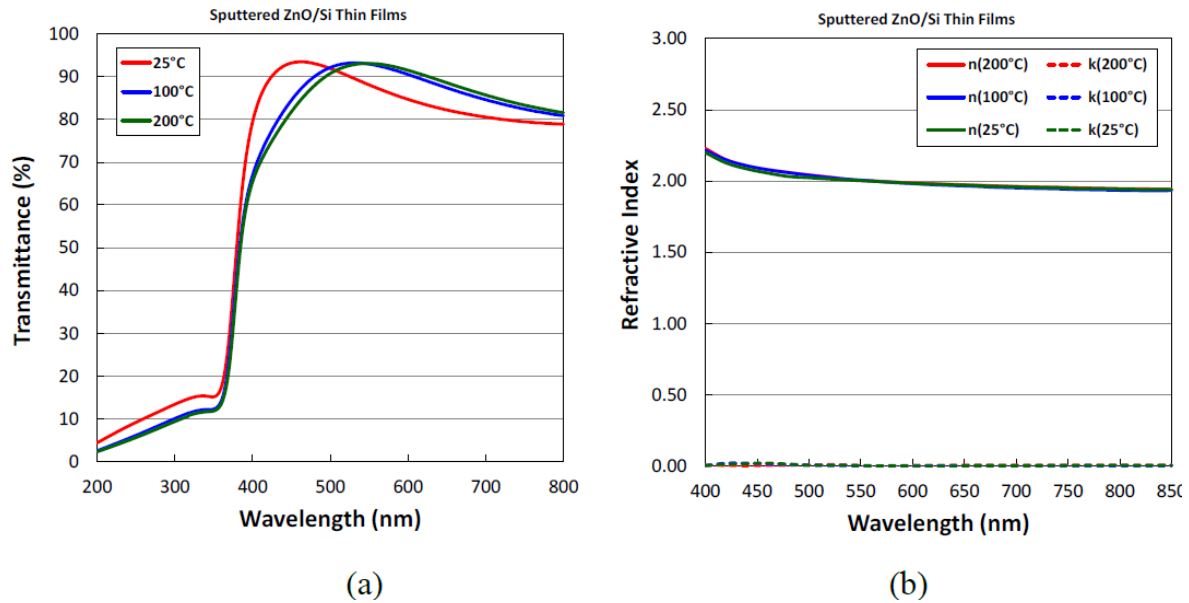 Sputtered ZnO/Si Thin Films
100
90
80
70
60
50
40
30
20
10
0
Transmittance (%)
25°C
100°C
200°C
200 300 400 500 600 700 800
Wavelength (nm)
(a)
Sputtered ZnO/Si Thin Films
3.00
2.50
2.00
1.50
1.00
0.50
0.00
Refractive Index
n(200°C) k(200°C)
n(100°C) k(100°C)
n(25°C) k(25°C)
400 450 500 550 600 650 700 750 800 850
Wavelength (nm)
(b)